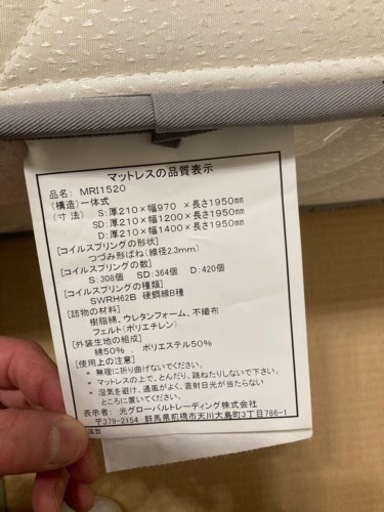 マットレスの品質表示
品名: MRI1520
(構造)一体式
(寸 法) S:厚210×幅970 ×長さ1950㎜
SD:厚210×幅1200×長さ1950㎜
D:厚210×幅1400×長さ1950㎜
[コイルスプリングの形状]
つづみ形ばね(線径2.3mm)
[コイルスプリングの数]
S:308個 SD:364個 D:420個
[コイルスプリングの種類]
SWRH62B 硬鋼線B種
[詰物の材料]
樹脂綿、ウレタンフォーム、不織布
フェルト(ポリエチレン)
[外装生地の組成]
綿50% ポリエステル50%
[使用上の注意]
* 無理に折り曲げないでください。
* マットレスの上で、とんだり、跳ねたりしないで下さい。
* 湿気を避け、通風がよく、直射日光が当たらない
ところに置いてください。
表示者: 光グローバルトレーディング株式会社
〒379-2154 群馬県前橋市天川大島町3丁目786-1
国製